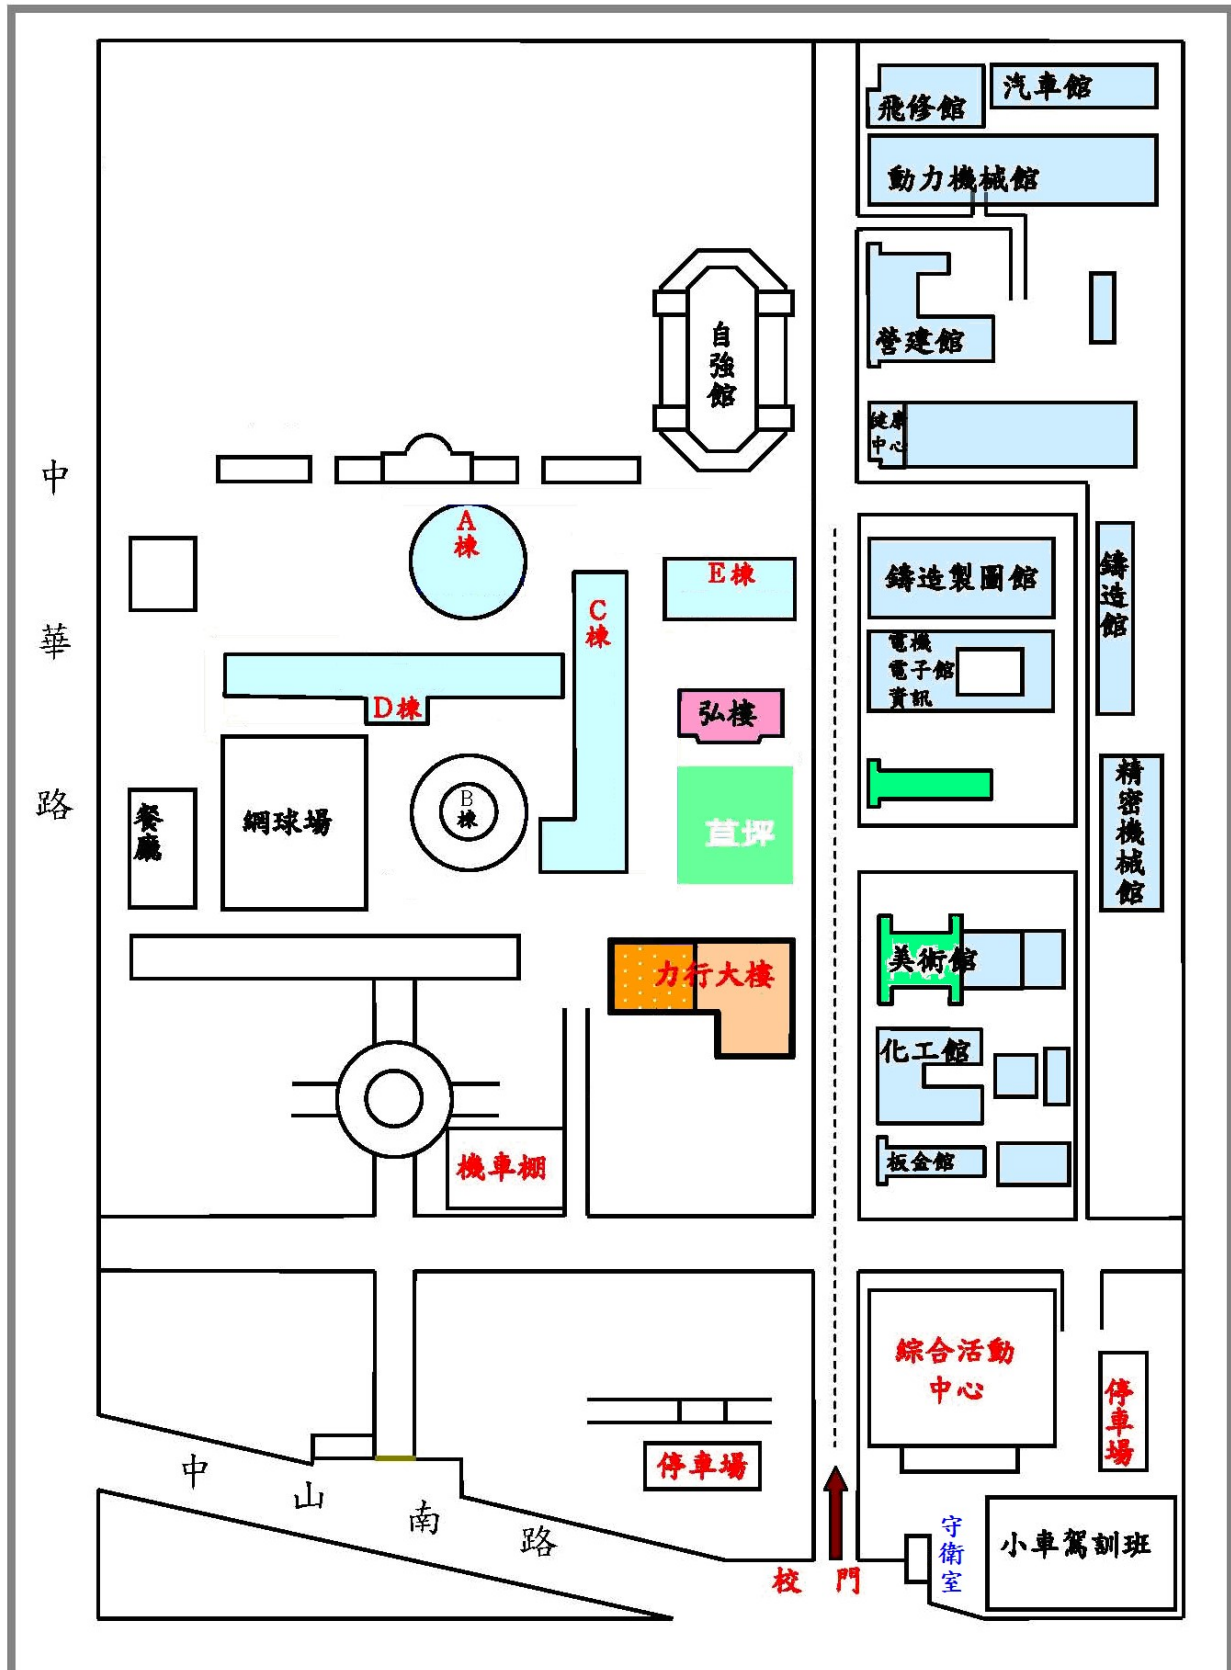 飛修館
汽車館
動力機械館
營建館
自
強
館
健康
中心
中
華
路
A
棟
E棟
C
棟
D棟
B
棟
鑄造製圖館
鑄
造
館
電機
電子館
資訊
弘樓
草坪
精
密
機
械
館
餐
廳
網球場
力行大樓
美術館
化工館
板金館
機車棚
綜合活動
中心
停
車
場
停車場
中
山
南
路
校 門
守
衛
室
小車駕訓班